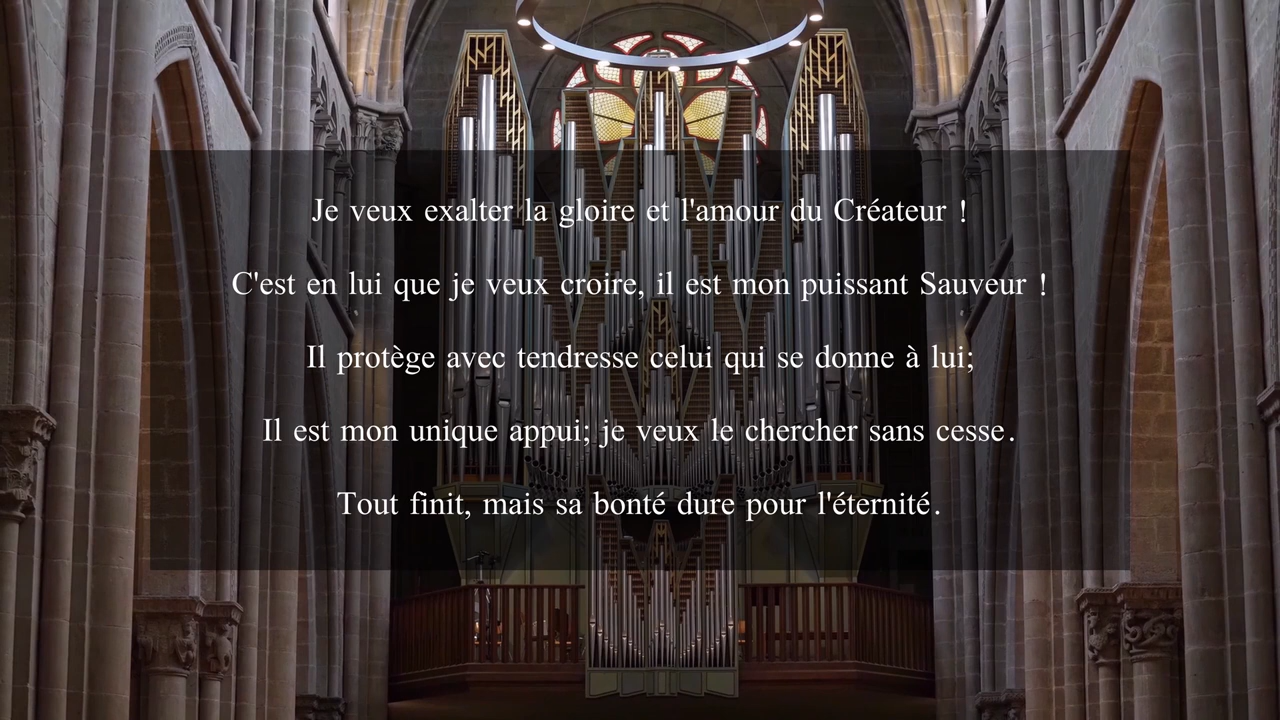 Je veux exalter la gloire et l'amour du Créateur !
C'est en lui que je veux croire, il est mon puissant Sauveur !
Il protège avec tendresse celui qui se donne à lui;
Il est mon unique appui; je veux le chercher sans cesse.
Tout finit, mais sa bonté dure pour l'éternité.